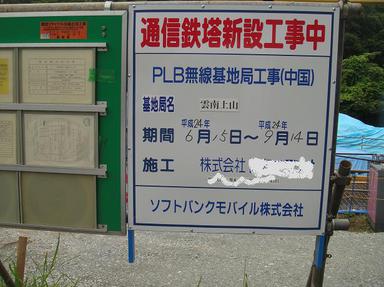 通信鉄塔新設工事中
PLB無線基地局工事(中国)
基地局名 雲南上山
平成24年 平成24年
期間 6月15日～9月14日
施工 株式会社
ソフトバンクモバイル株式会社